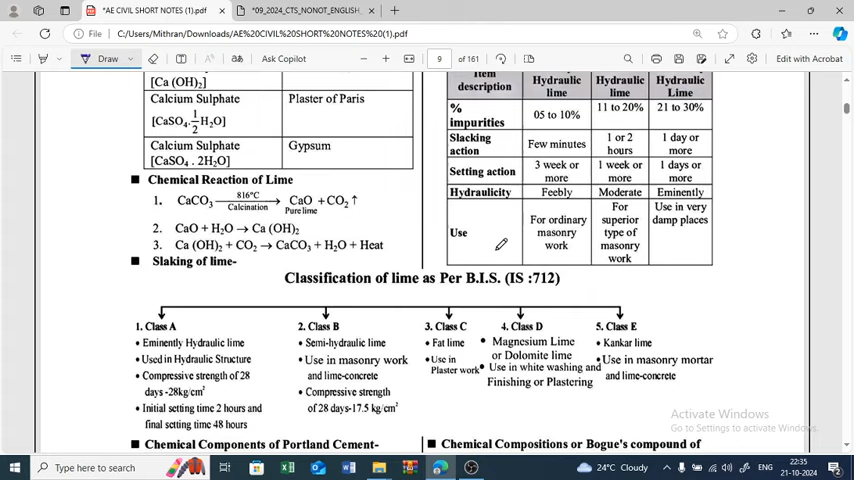 *AE CIVIL SHORT NOTES (1).pdf
*09_2024_CTS_NONOT_ENGLISH_
File
C:/Users/Mithran/Downloads/AE%20CIVIL%20SHORT%20NOTES%20(1).pdf
Draw
Ask Copilot
9 of 161
Edit with Acrobat
[Ca (OH)2]
Calcium Sulphate
[CaSO4.1/2H2O]
Plaster of Paris
Calcium Sulphate
[CaSO4 . 2H2O]
Gypsum
Item description
Hydraulic lime
Hydraulic lime
Hydraulic Lime
% impurities
05 to 10%
11 to 20%
21 to 30%
Slacking action
Few minutes
1 or 2 hours
1 day or more
Setting action
3 week or more
1 week or more
1 days or more
Hydraulicity
Feebly
Moderate
Eminently
Use
For ordinary masonry work
For superior type of masonry work
Use in very damp places
■ Chemical Reaction of Lime
1. CaCO3 816°C Calcination → CaO Pure lime + CO2 ↑
2. CaO + H2O → Ca (OH)2
3. Ca (OH)2 + CO2 → CaCO3 + H2O + Heat
■ Slaking of lime-
Classification of lime as Per B.I.S. (IS :712)
1. Class A
• Eminently Hydraulic lime
• Used in Hydraulic Structure
• Compressive strength of 28
days -28kg/cm2
• Initial setting time 2 hours and
final setting time 48 hours
2. Class B
• Semi-hydraulic lime
• Use in masonry work
and lime-concrete
• Compressive strength
of 28 days-17.5 kg/cm2
3. Class C
• Fat lime
• Use in
Plaster work
4. Class D
• Magnesium Lime
or Dolomite lime
• Use in white washing and
Finishing or Plastering
5. Class E
• Kankar lime
• Use in masonry mortar
and lime-concrete
Activate Windows
Go to Settings to activate Windows.
■ Chemical Components of Portland Cement-
■ Chemical Compositions or Bogue's compound of
Type here to search
24°C Cloudy
ENG
22:35
21-10-2024